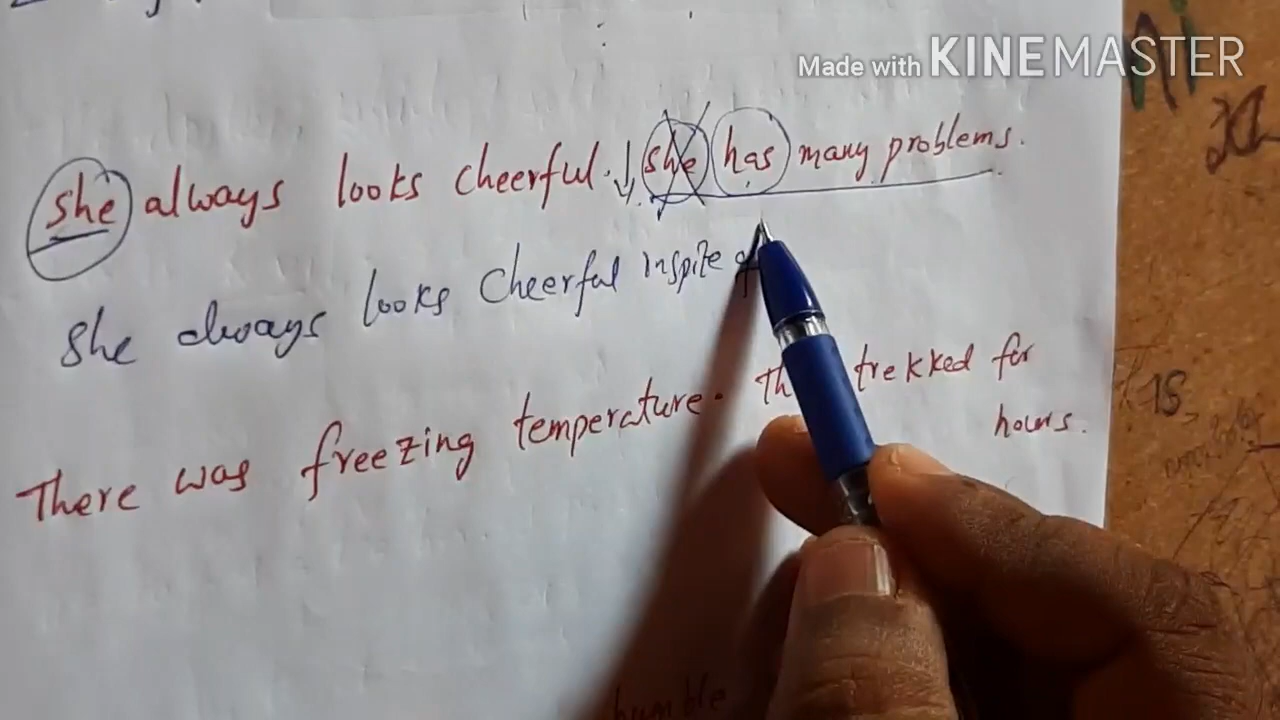 Made with KINEMASTER
she always looks cheerful. she has many problems.
She always looks Cheerful inspite of
There was freezing temperature. trekked for
hours.